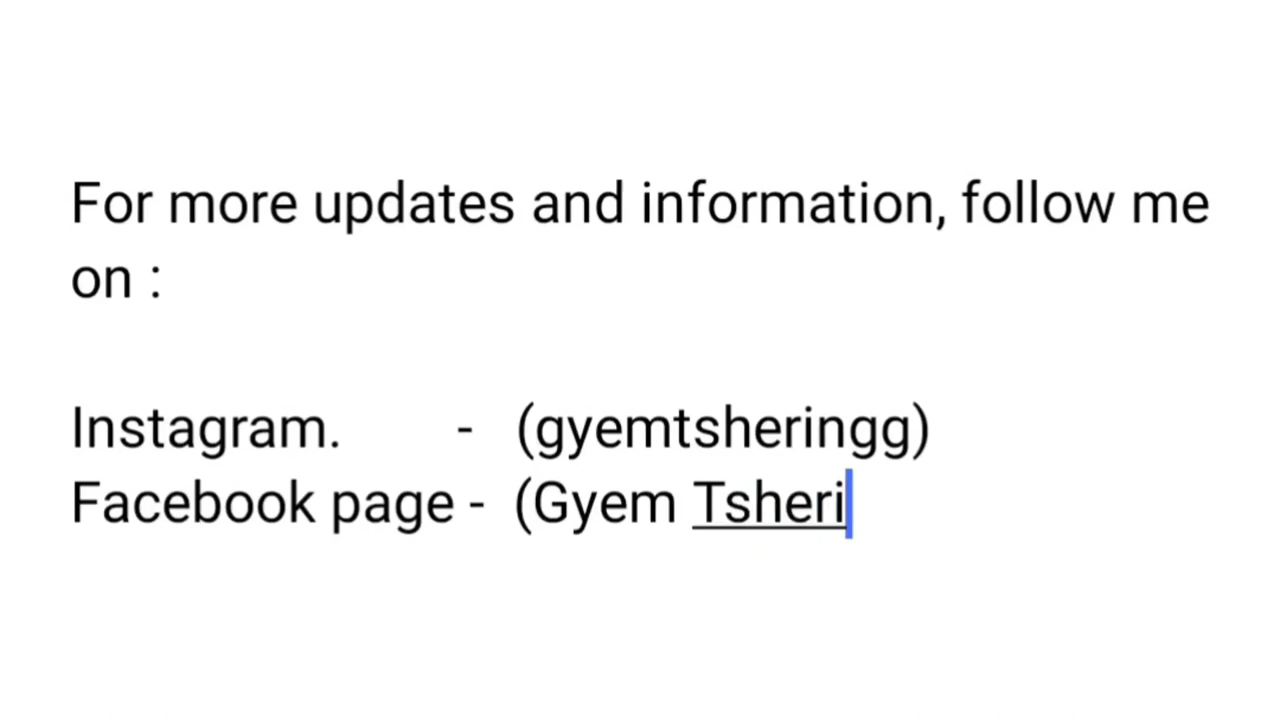 For more updates and information, follow me
on :
Instagram. - (gyemtsheringg)
Facebook page - (Gyem Tsheri